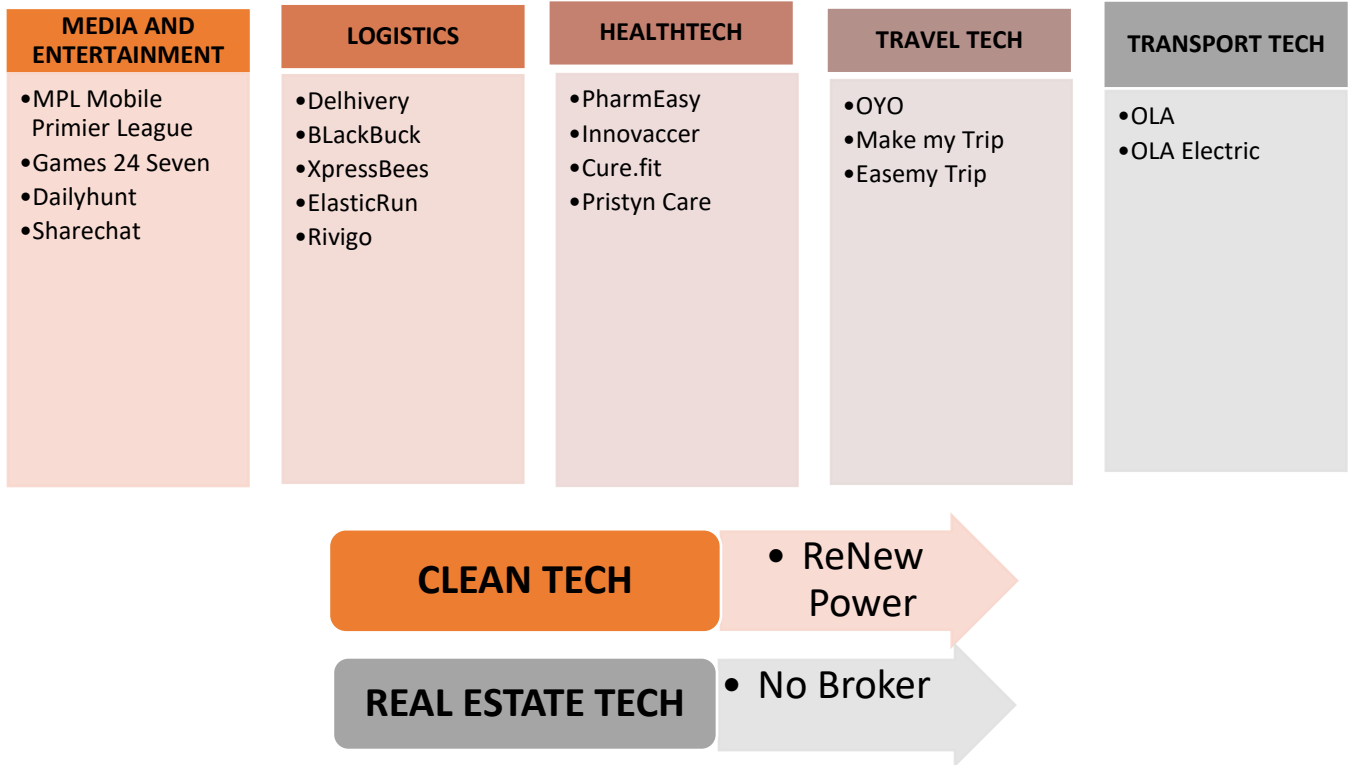 MEDIA AND
ENTERTAINMENT
•MPL Mobile
Primier League
•Games 24 Seven
•Dailyhunt
•Sharechat
LOGISTICS
•Delhivery
•BLackBuck
•XpressBees
•ElasticRun
•Rivigo
HEALTHTECH
•PharmEasy
•Innovaccer
•Cure.fit
•Pristyn Care
TRAVEL TECH
•OYO
•Make my Trip
•Easemy Trip
TRANSPORT TECH
•OLA
•OLA Electric
CLEAN TECH
• ReNew
Power
REAL ESTATE TECH
• No Broker